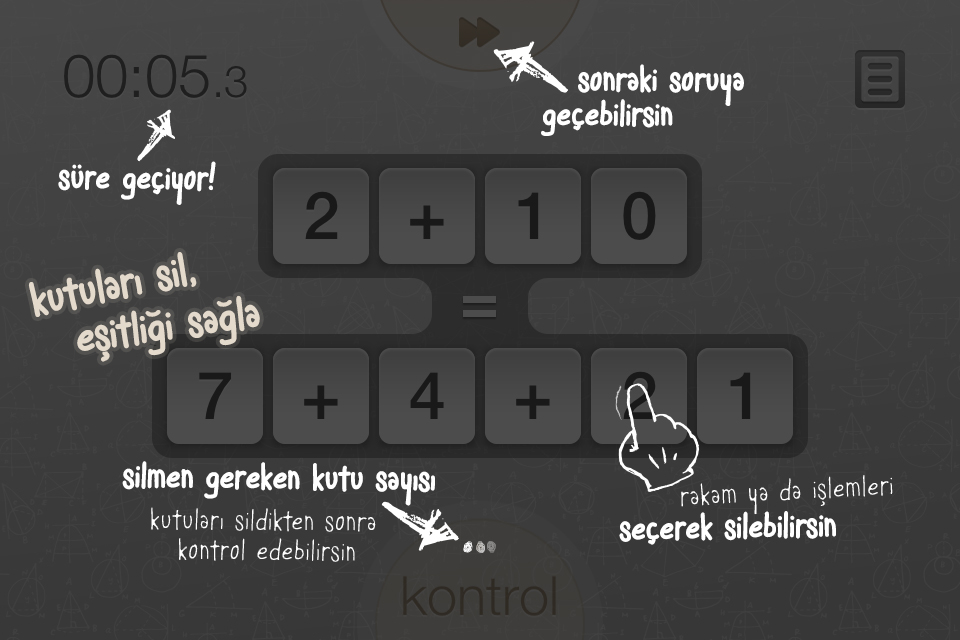 00:05.3
sonraki soruya
geçebilirsin
süre geçiyor!
2 + 1 0
kutuları sil,
eşitliği sağla
=
7 + 4 + 2 1
silmen gereken kutu sayısı
kutuları sildikten sonra
kontrol edebilirsin
rakam ya da işlemleri
seçerek silebilirsin
kontrol